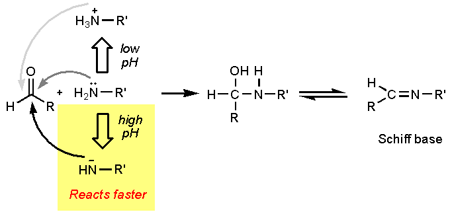 H₃N⁺—R'
low
pH
O
H R + H₂N̈—R'
high
pH
HN⁻—R'
Reacts faster
OH H
H—C—N—R'
R
H
C=N—R'
R
Schiff base